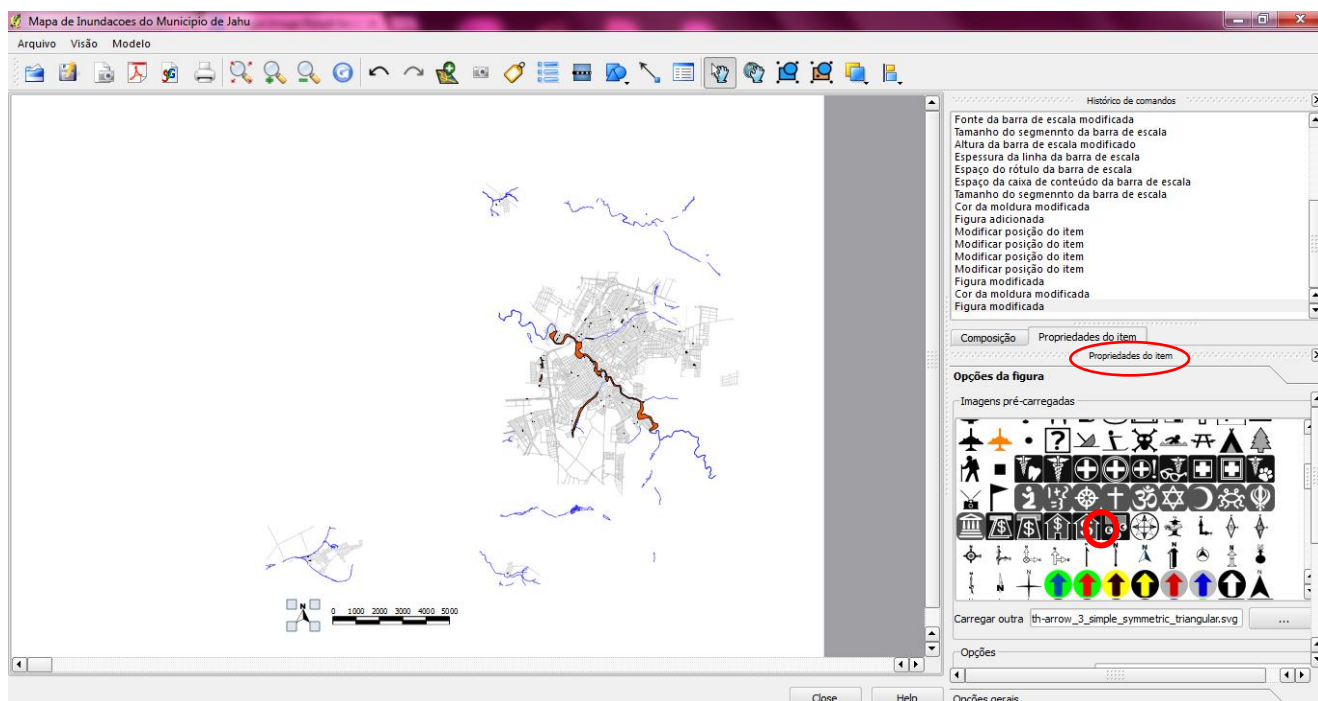 Mapa de Inundacoes do Municipio de Jahu
Arquivo Visão Modelo
Histórico de comandos
Fonte da barra de escala modificada
Tamanho do segmennto da barra de escala
Altura da barra de escala modificado
Espessura da linha da barra de escala
Espaço do rótulo da barra de escala
Espaço da caixa de conteúdo da barra de escala
Tamanho do segmennto da barra de escala
Cor da moldura modificada
Figura adicionada
Modificar posição do item
Modificar posição do item
Modificar posição do item
Modificar posição do item
Figura modificada
Cor da moldura modificada
Figura modificada
Composição Propriedades do item
Propriedades do item
Opções da figura
Imagens pré-carregadas
Carregar outra th-arrow_3_simple_symmetric_triangular.svg ...
Opções
Opções gerais
N
0 1000 2000 3000 4000 5000
Close Help